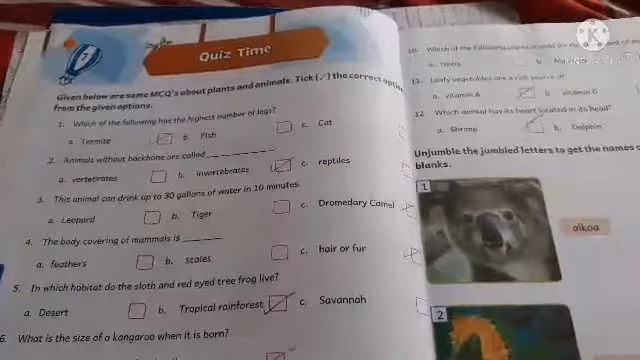 Quiz Time
Given below are some MCQ's about plants and animals. Tick (✓) the correct option
from the given options.
1. Which of the following has the highest number of legs?
a. Termite b. Fish c. Cat
2. Animals without backbone are called
a. vertebrates b. invertebrates c. reptiles
3. This animal can drink up to 30 gallons of water in 10 minutes.
a. Leopard b. Tiger c. Dromedary Camel
4. The body covering of mammals is
a. feathers b. scales c. hair or fur
5. In which habitat do the sloth and red eyed tree frog live?
a. Desert b. Tropical rainforest c. Savannah
6. What is the size of a kangaroo when it is born?
10. Which of the following
a. b.
11. Leafy vegetables are a rich source of
a. vitamin A b. vitamin D
12 Which animal has its heart located in its head?
a. Shrimp b. Dolphin
Unjumble the jumbled letters to get the names
blanks.
1
alkoa
2